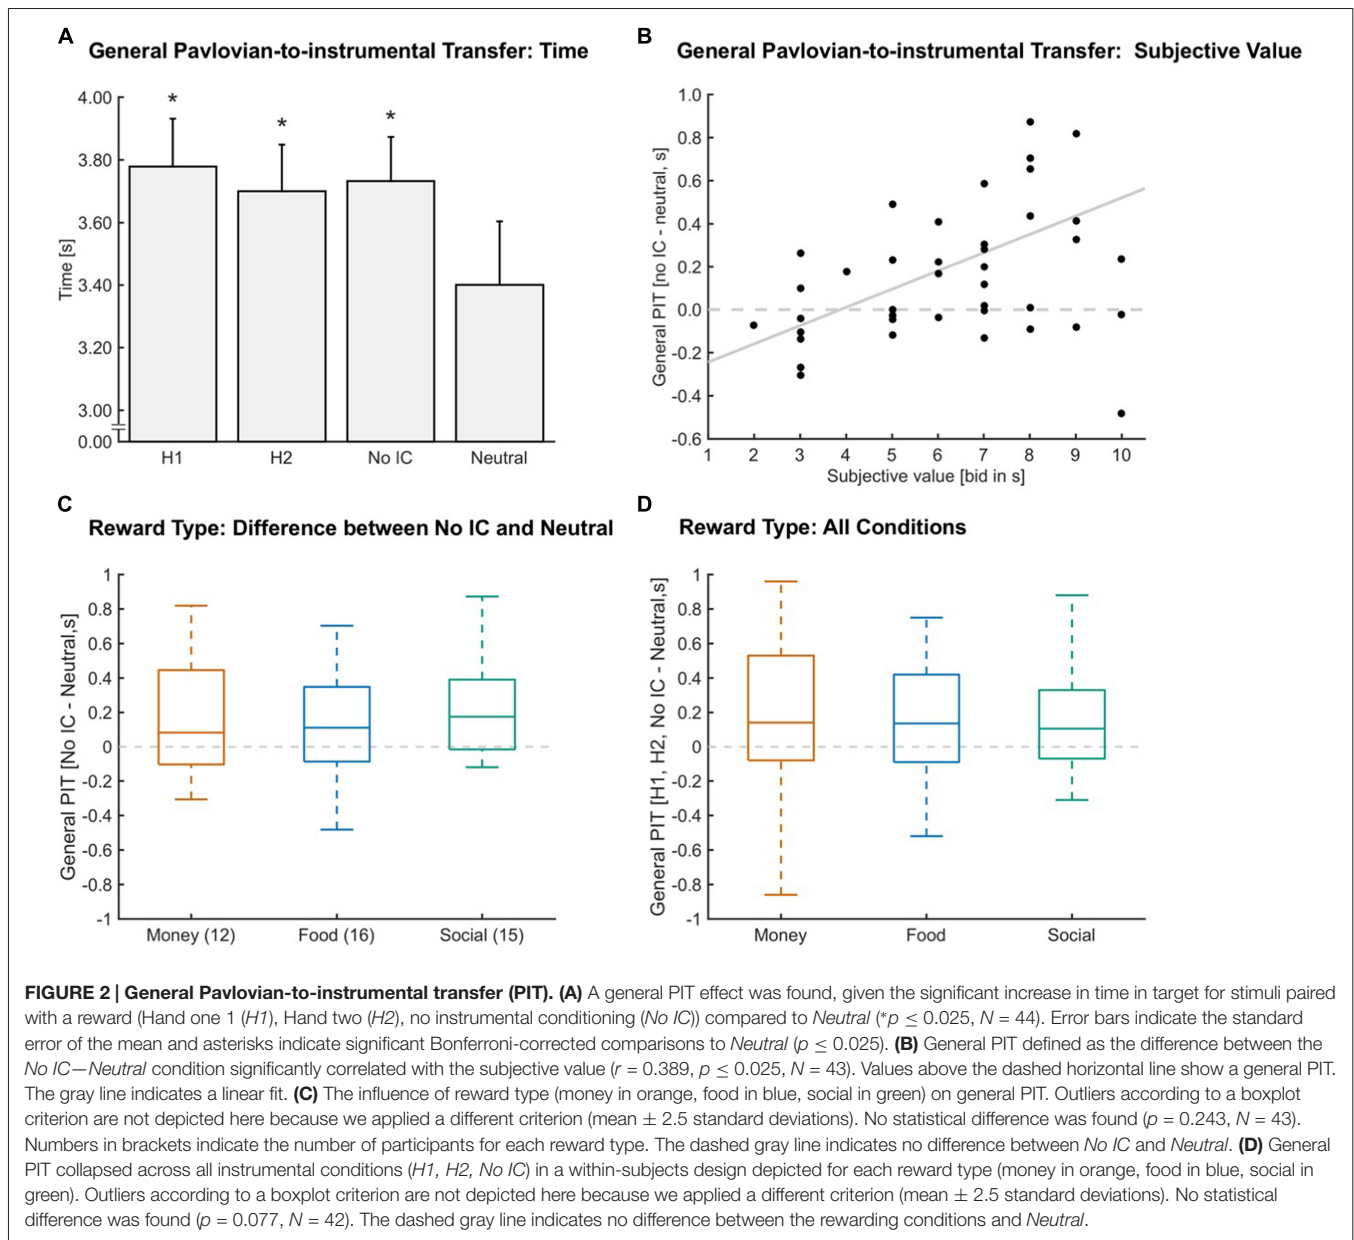 A
General Pavlovian-to-instrumental Transfer: Time
Time [s]
4.00
3.80
3.60
3.40
3.20
3.00
0.00
*
*
*
H1 H2 No IC Neutral
B
General Pavlovian-to-instrumental Transfer: Subjective Value
General PIT [no IC - neutral, s]
1.0
0.8
0.6
0.4
0.2
0.0
-0.2
-0.4
-0.6
1 2 3 4 5 6 7 8 9 10
Subjective value [bid in s]
C
Reward Type: Difference between No IC and Neutral
General PIT [No IC - Neutral,s]
1
0.8
0.6
0.4
0.2
0
-0.2
-0.4
-0.6
-0.8
-1
Money (12) Food (16) Social (15)
D
Reward Type: All Conditions
General PIT [H1, H2, No IC - Neutral,s]
1
0.8
0.6
0.4
0.2
0
-0.2
-0.4
-0.6
-0.8
-1
Money Food Social
FIGURE 2 | General Pavlovian-to-instrumental transfer (PIT). (A) A general PIT effect was found, given the significant increase in time in target for stimuli paired
with a reward (Hand one 1 (H1), Hand two (H2), no instrumental conditioning (No IC)) compared to Neutral (*p ≤ 0.025, N = 44). Error bars indicate the standard
error of the mean and asterisks indicate significant Bonferroni-corrected comparisons to Neutral (p ≤ 0.025). (B) General PIT defined as the difference between the
No IC—Neutral condition significantly correlated with the subjective value (r = 0.389, p ≤ 0.025, N = 43). Values above the dashed horizontal line show a general PIT.
The gray line indicates a linear fit. (C) The influence of reward type (money in orange, food in blue, social in green) on general PIT. Outliers according to a boxplot
criterion are not depicted here because we applied a different criterion (mean ± 2.5 standard deviations). No statistical difference was found (p = 0.243, N = 43).
Numbers in brackets indicate the number of participants for each reward type. The dashed gray line indicates no difference between No IC and Neutral. (D) General
PIT collapsed across all instrumental conditions (H1, H2, No IC) in a within-subjects design depicted for each reward type (money in orange, food in blue, social in
green). Outliers according to a boxplot criterion are not depicted here because we applied a different criterion (mean ± 2.5 standard deviations). No statistical
difference was found (p = 0.077, N = 42). The dashed gray line indicates no difference between the rewarding conditions and Neutral.